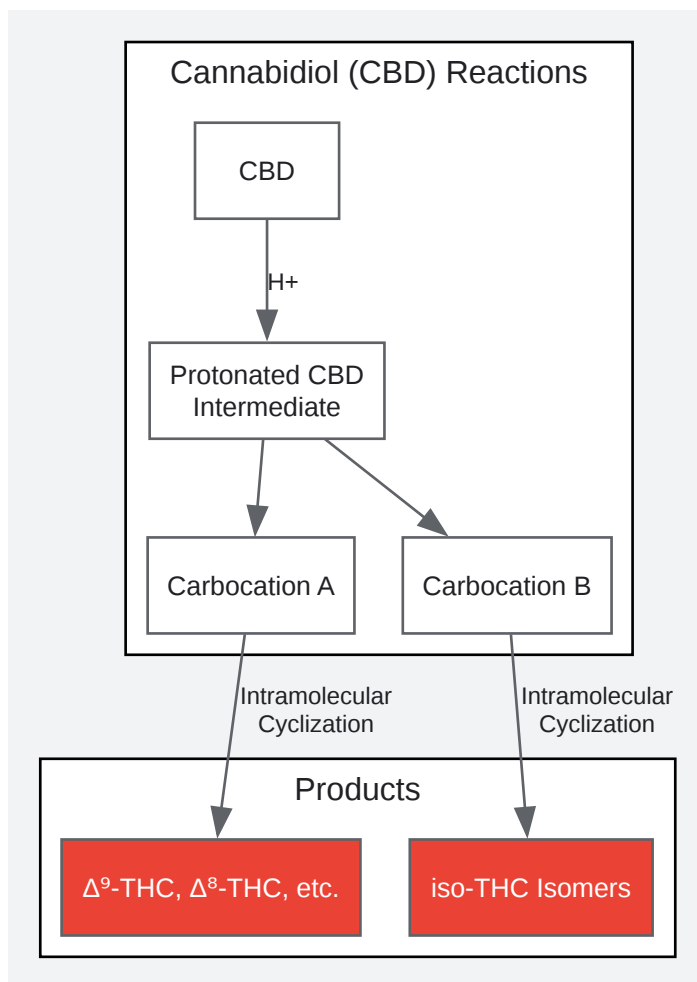 Cannabidiol (CBD) Reactions
CBD
H+
Protonated CBD
Intermediate
Carbocation A
Carbocation B
Intramolecular
Cyclization
Intramolecular
Cyclization
Products
Δ⁹-THC, Δ⁸-THC, etc.
iso-THC Isomers